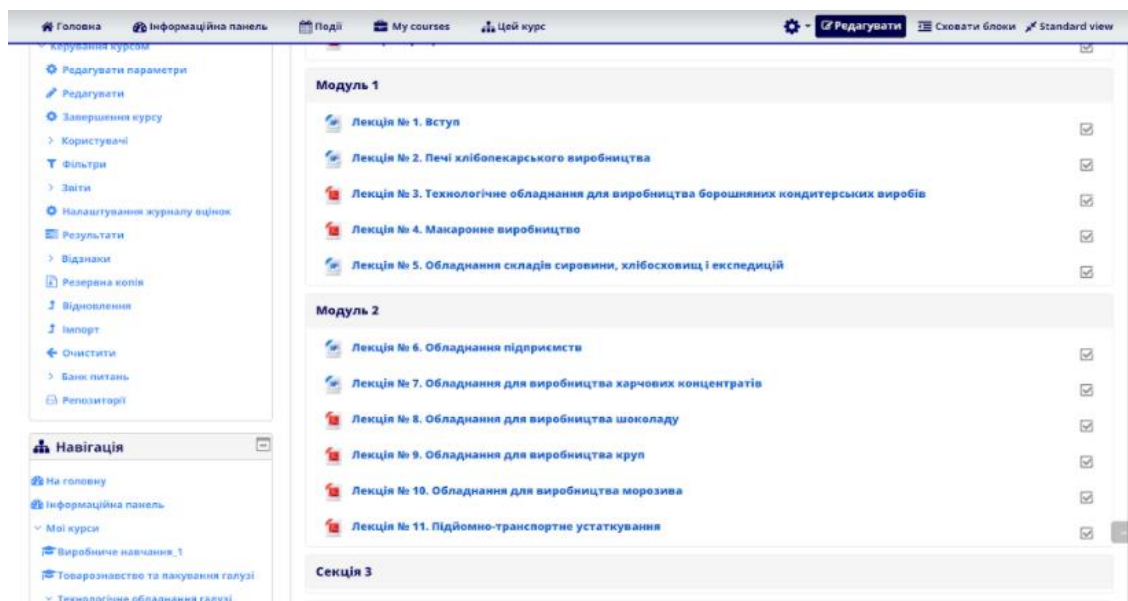 Головна Інформаційна панель Події My courses Цей курс Редагувати Сховати блоки Standard view
Керування курсом
Редагувати параметри
Редагувати
Завершення курсу
Користувачі
Фільтри
Звіти
Налаштування журналу оцінок
Результати
Відзнаки
Резервна копія
Відновлення
Імпорт
Очистити
Банк питань
Репозиторії
Навігація
На головну
Інформаційна панель
Мої курси
Виробниче навчання_1
Товарознавство та пакування галузі
Технологічне обладнання галузі
Модуль 1
Лекція № 1. Вступ
Лекція № 2. Печі хлібопекарського виробництва
Лекція № 3. Технологічне обладнання для виробництва борошняних кондитерських виробів
Лекція № 4. Макаронне виробництво
Лекція № 5. Обладнання складів сировини, хлібосховищ і експедицій
Модуль 2
Лекція № 6. Обладнання підприємств
Лекція № 7. Обладнання для виробництва харчових концентратів
Лекція № 8. Обладнання для виробництва шоколаду
Лекція № 9. Обладнання для виробництва круп
Лекція № 10. Обладнання для виробництва морозива
Лекція № 11. Підйомно-транспортне устаткування
Секція 3